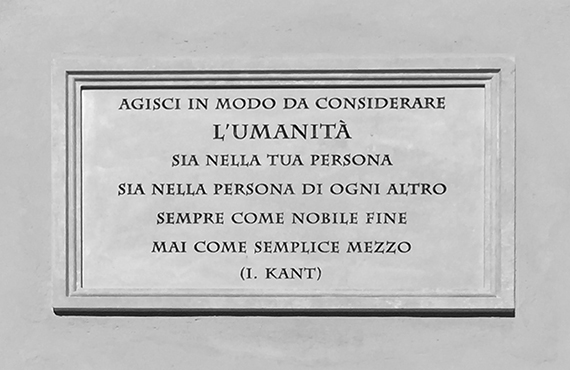 AGISCI IN MODO DA CONSIDERARE
L'UMANITÀ
SIA NELLA TUA PERSONA
SIA NELLA PERSONA DI OGNI ALTRO
SEMPRE COME NOBILE FINE
MAI COME SEMPLICE MEZZO
(I. KANT)